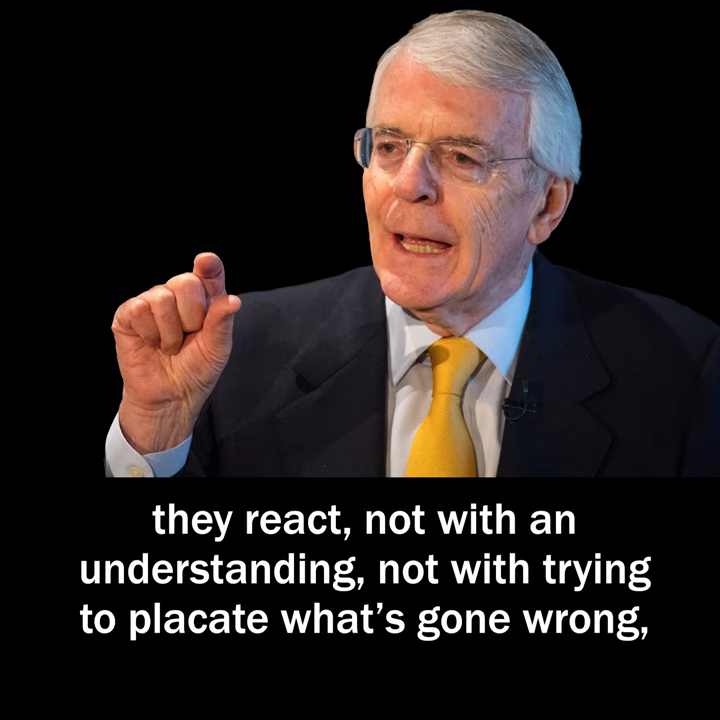 they react, not with an
understanding, not with trying
to placate what’s gone wrong,